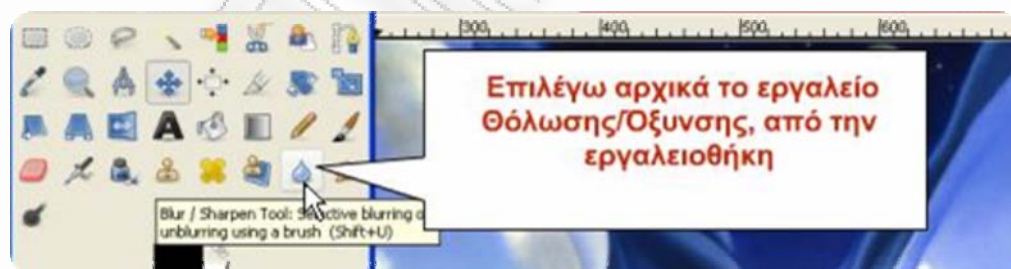 300 400 500 600
Επιλέγω αρχικά το εργαλείο
Θόλωσης/Όξυνσης, από την
εργαλειοθήκη
Blur / Sharpen Tool: Selective blurring o
unblurring using a brush (Shift+U)